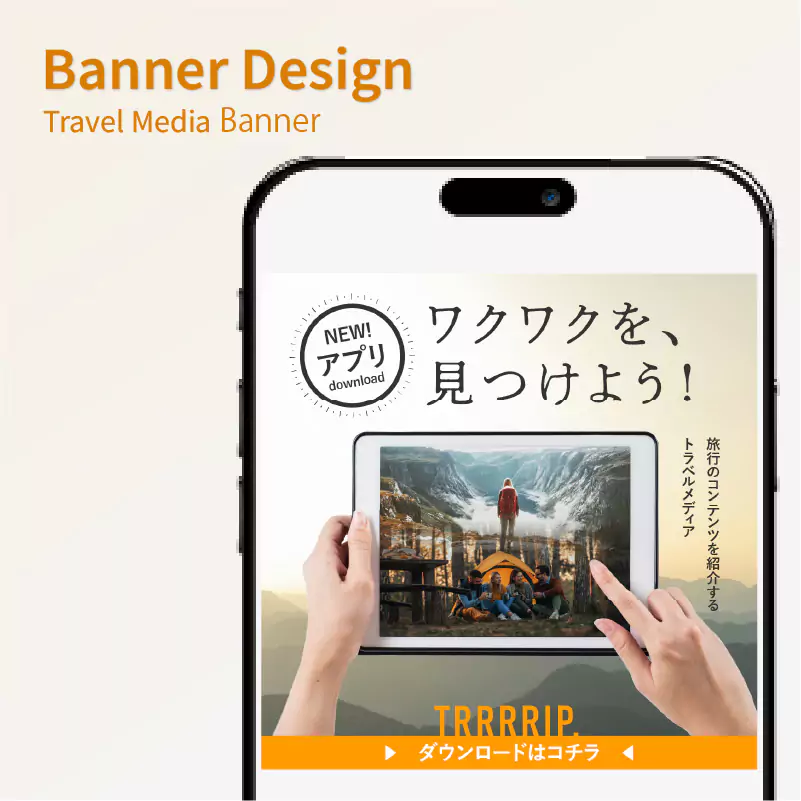 Banner Design
Travel Media Banner
NEW!
アプリ
download
ワクワクを、
見つけよう!
旅行のコンテンツを紹介する
トラベルメディア
TRRRRIP.
▶ ダウンロードはコチラ ◀